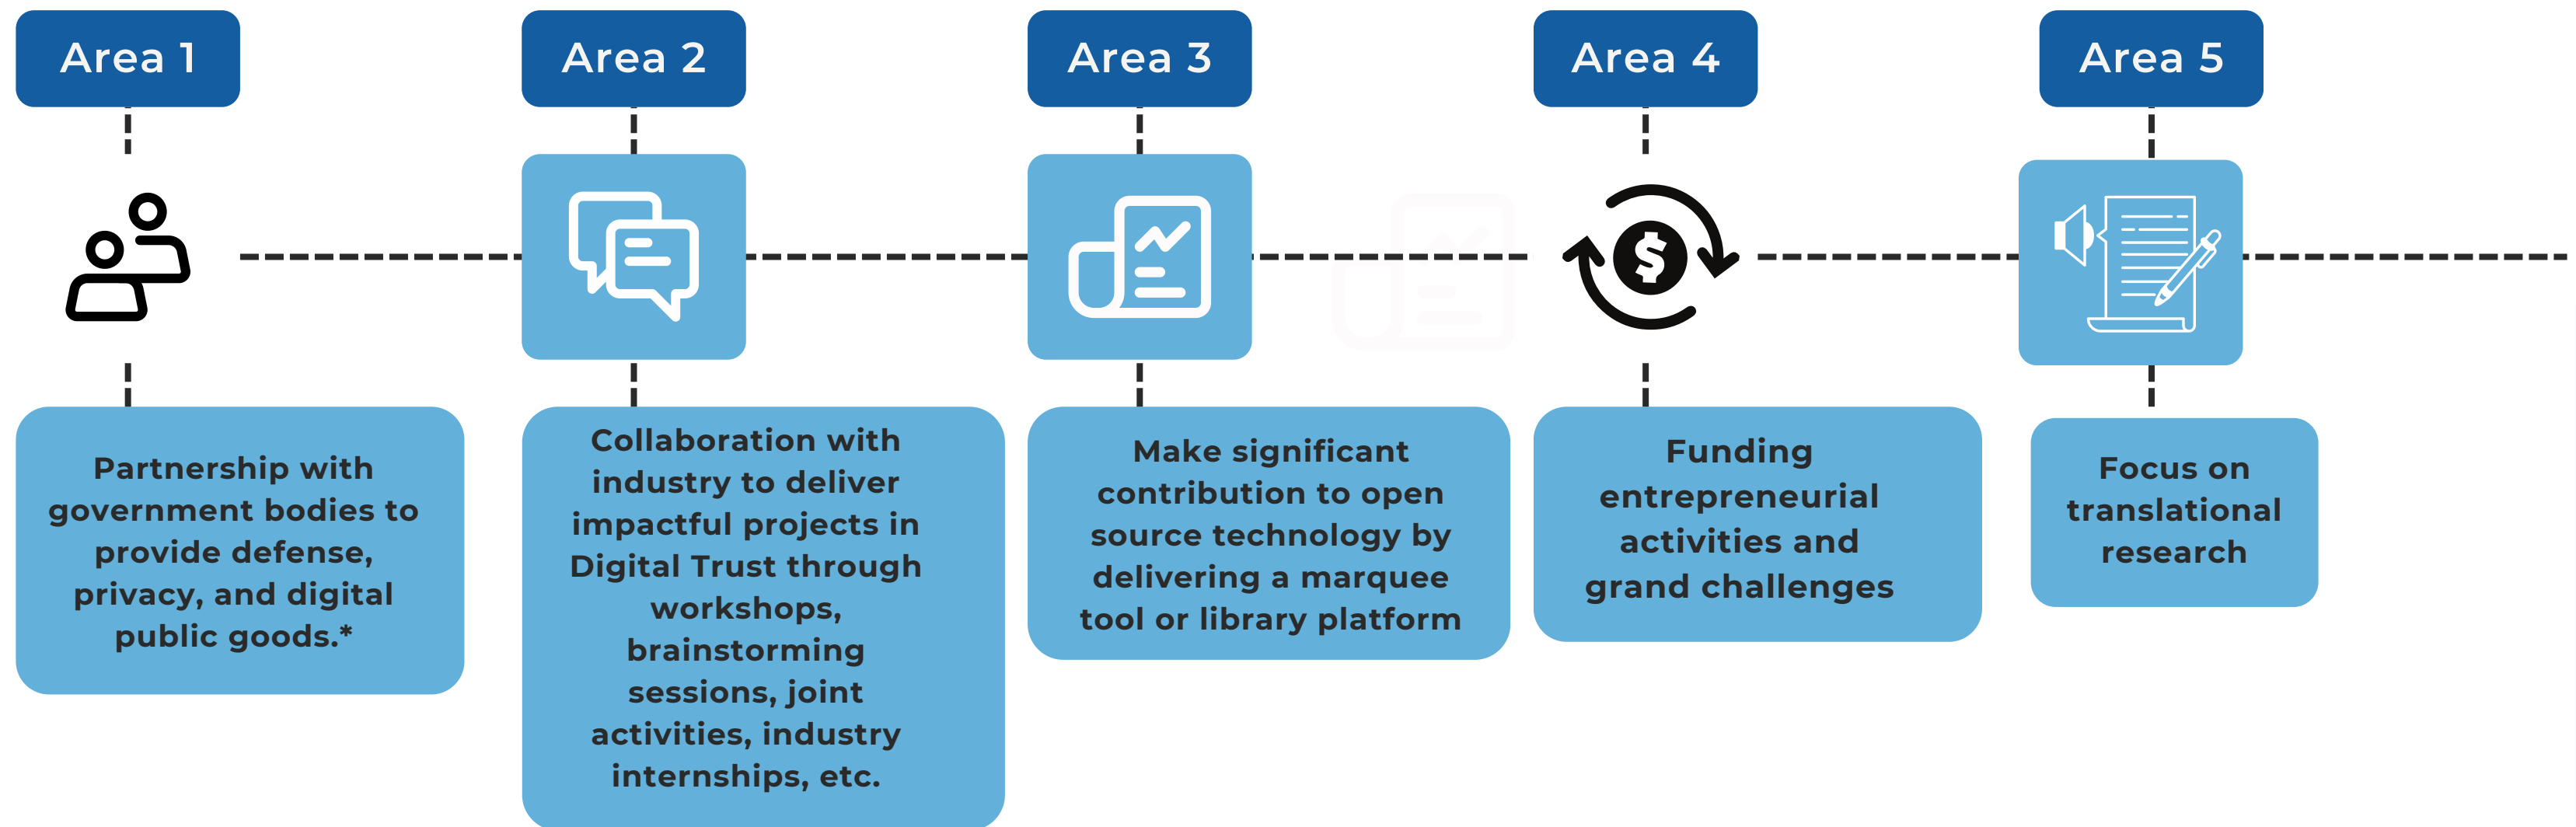 Area 1
Area 2
Area 3
Area 4
Area 5
$
Partnership with
government bodies to
provide defense,
privacy, and digital
public goods.*
Collaboration with
industry to deliver
impactful projects in
Digital Trust through
workshops,
brainstorming
sessions, joint
activities, industry
internships, etc.
Make significant
contribution to open
source technology by
delivering a marquee
tool or library platform
Funding
entrepreneurial
activities and
grand challenges
Focus on
translational
research